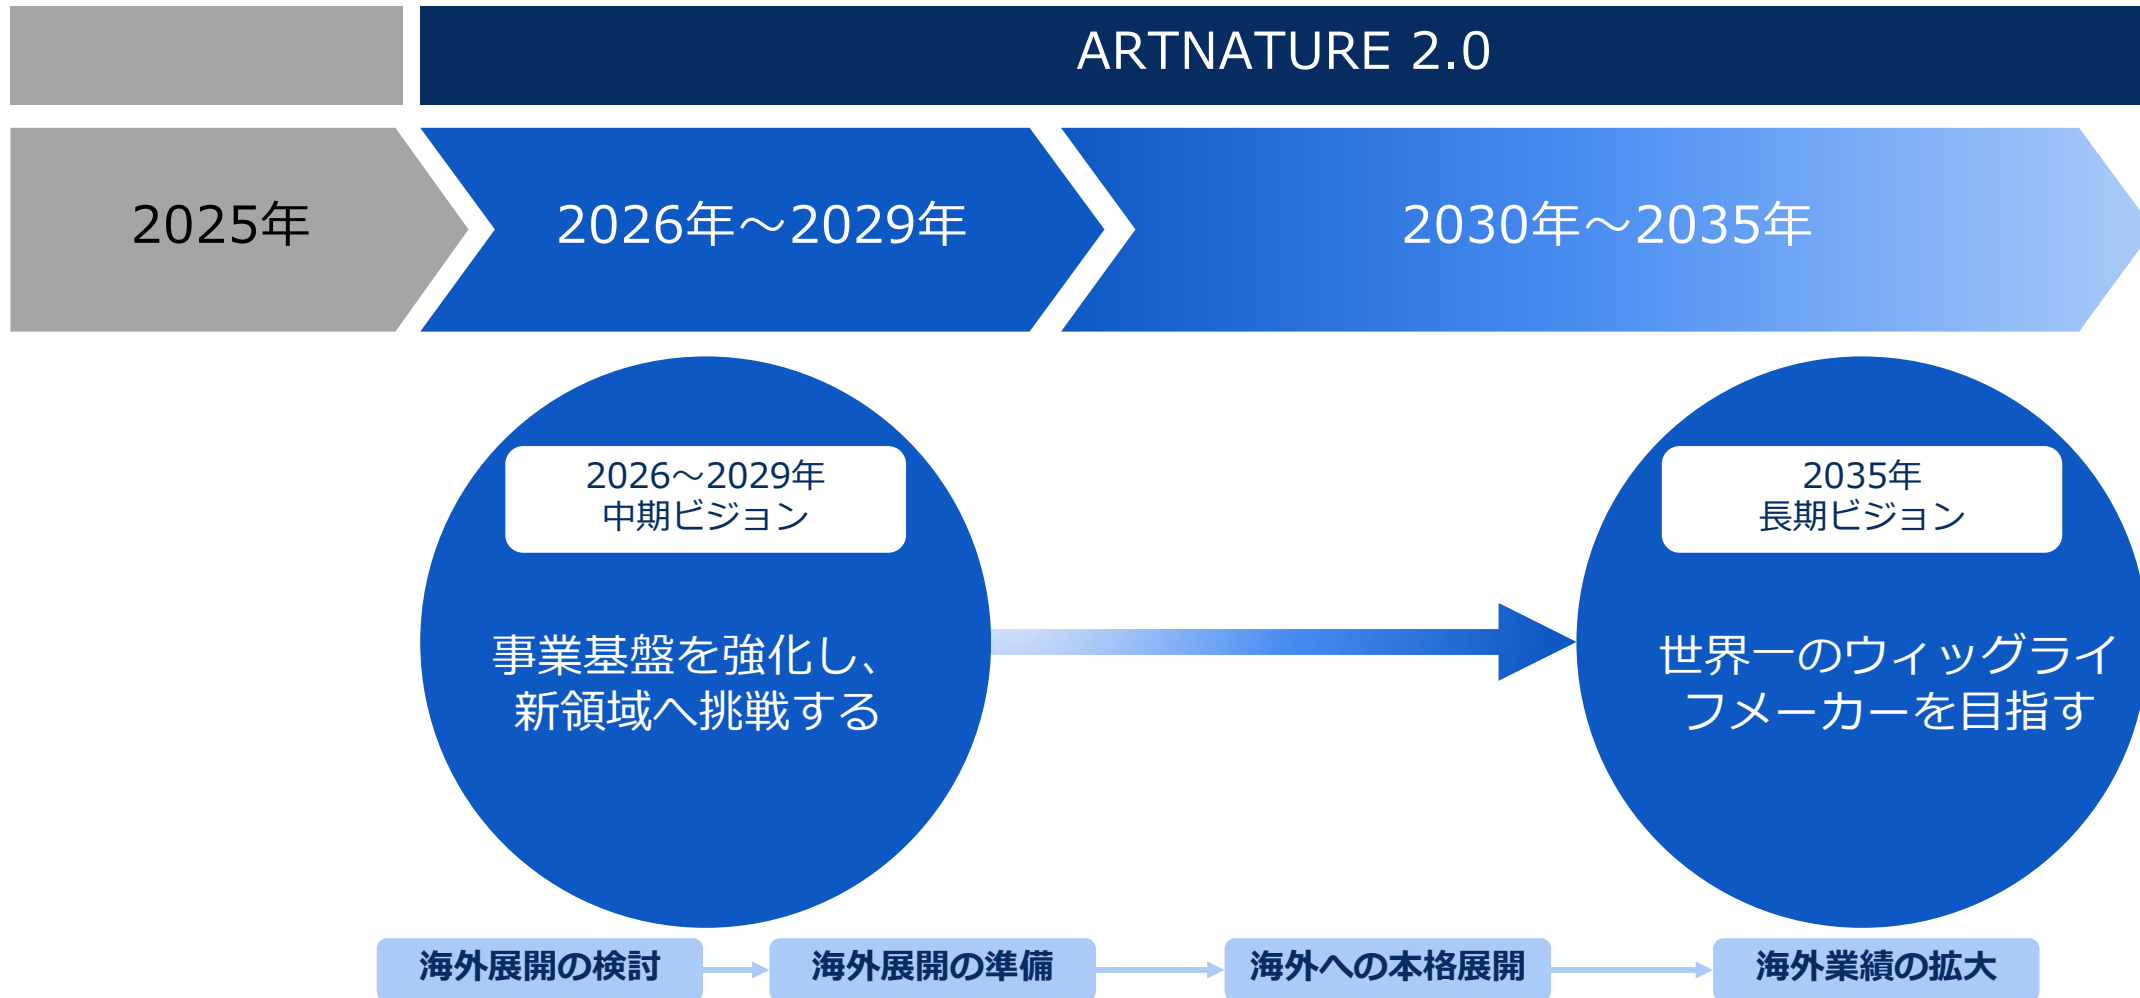 ARTNATURE 2.0
2025年
2026年～2029年
2030年～2035年
2026～2029年
中期ビジョン
事業基盤を強化し、
新領域へ挑戦する
2035年
長期ビジョン
世界一のウィッグライ
フメーカーを目指す
海外展開の検討
海外展開の準備
海外への本格展開
海外業績の拡大